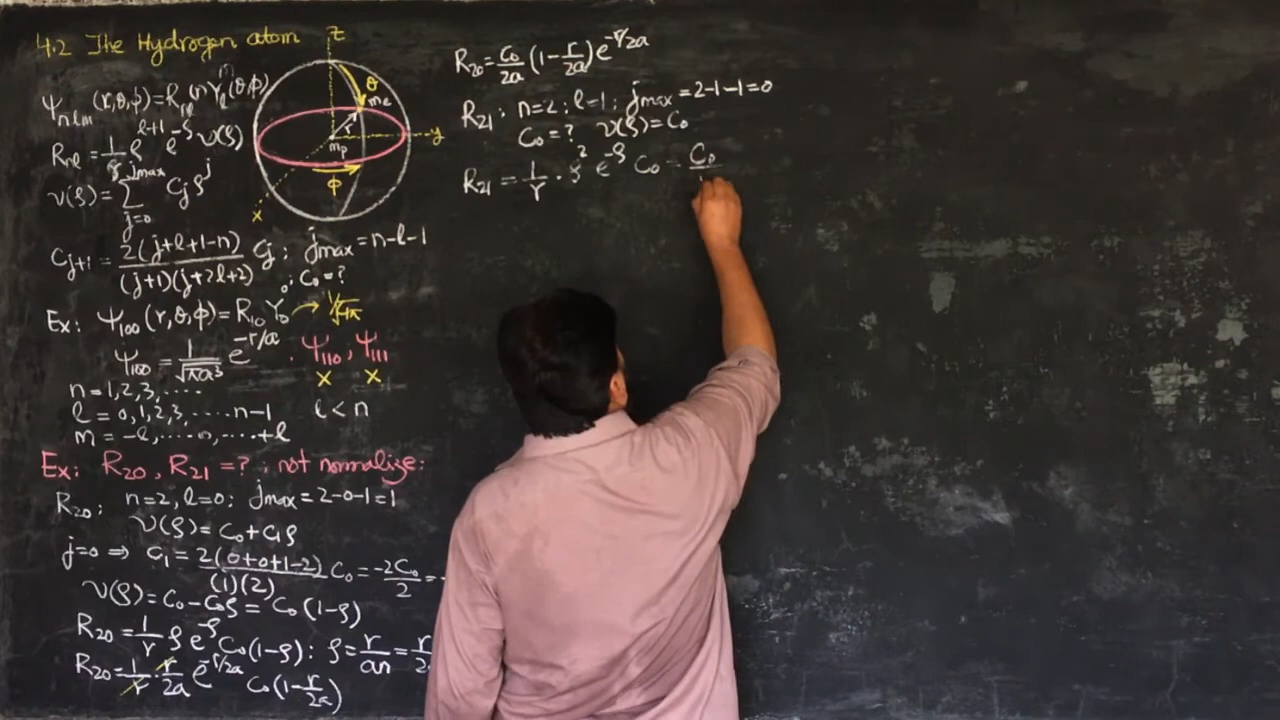 4.2 The Hydrogen atom
z
θ
mₑ
r
y
mₚ
φ
x
ψₙₗₘ(r,θ,φ)=Rₙₗ(r)Yₗᵐ(θ,φ)
Rₙₗ=1/r ρ^(l+1) e^(-ρ) v(ρ)
v(ρ)=Σ_(j=0)^(jmax) Cⱼρʲ
Cⱼ₊₁=2(j+l+1-n)/((j+1)(j+2l+2)) Cⱼ; jmax=n-l-1
; C₀=?
Ex: ψ₁₀₀(r,θ,φ)=R₁₀Y₀⁰→1/√4π
ψ₁₀₀=1/√(πa³) e^(-r/a). ψ₁₁₀, ψ₁₁₁
x x
n=1,2,3,....
l=0,1,2,3,.....n-1 l<n
m=-l,....0,....+l
Ex: R₂₀, R₂₁=?; not normalize:
R₂₀: n=2, l=0; jmax=2-0-1=1
v(ρ)=C₀+C₁ρ
j=0 ⇒ C₁=2(0+0+1-2)/((1)(2)) C₀=-2C₀/2=-
v(ρ)=C₀-C₀ρ=C₀(1-ρ)
R₂₀=1/r ρ e^(-ρ) C₀(1-ρ): ρ=r/an=r/2
R₂₀=1/r·r/2a e^(-r/2a) C₀(1-r/2a)
R₂₀=C₀/2a(1-r/2a)e^(-r/2a)
R₂₁: n=2; l=1; jmax=2-1-1=0
C₀=? v(ρ)=C₀
R₂₁=1/r·ρ² e^(-ρ) C₀ = C₀